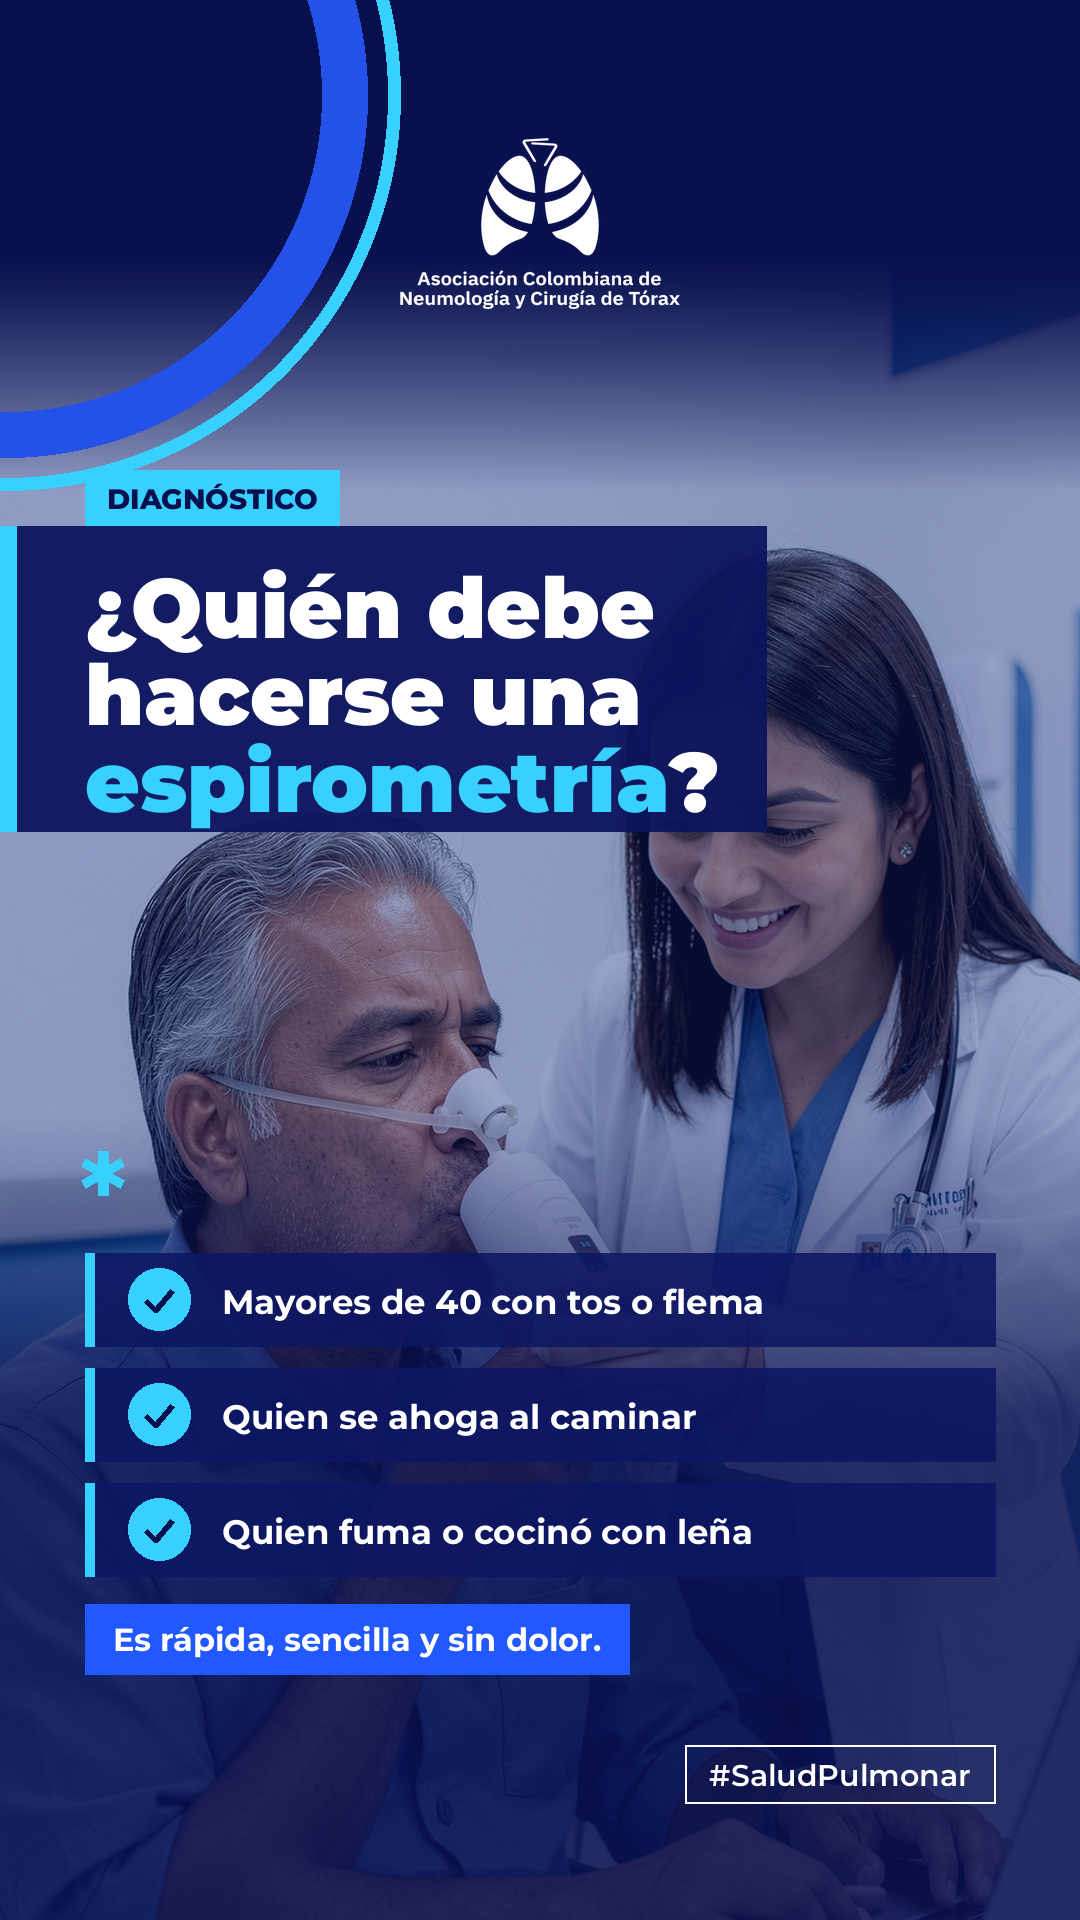 Asociación Colombiana de
Neumología y Cirugía de Tórax
DIAGNÓSTICO
¿Quién debe
hacerse una
espirometría?
Mayores de 40 con tos o flema
Quien se ahoga al caminar
Quien fuma o cocinó con leña
Es rápida, sencilla y sin dolor.
#SaludPulmonar